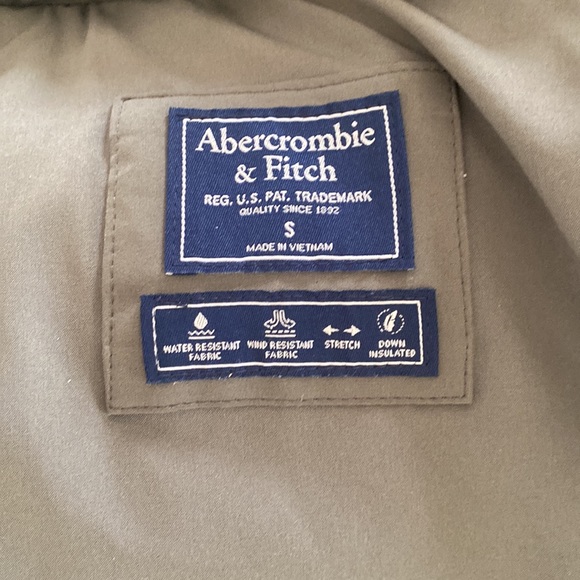 Abercrombie
& Fitch
REG. U.S. PAT. TRADEMARK
QUALITY SINCE 1892
S
MADE IN VIETNAM
WATER RESISTANT
FABRIC
WIND RESISTANT
FABRIC
STRETCH
DOWN
INSULATED